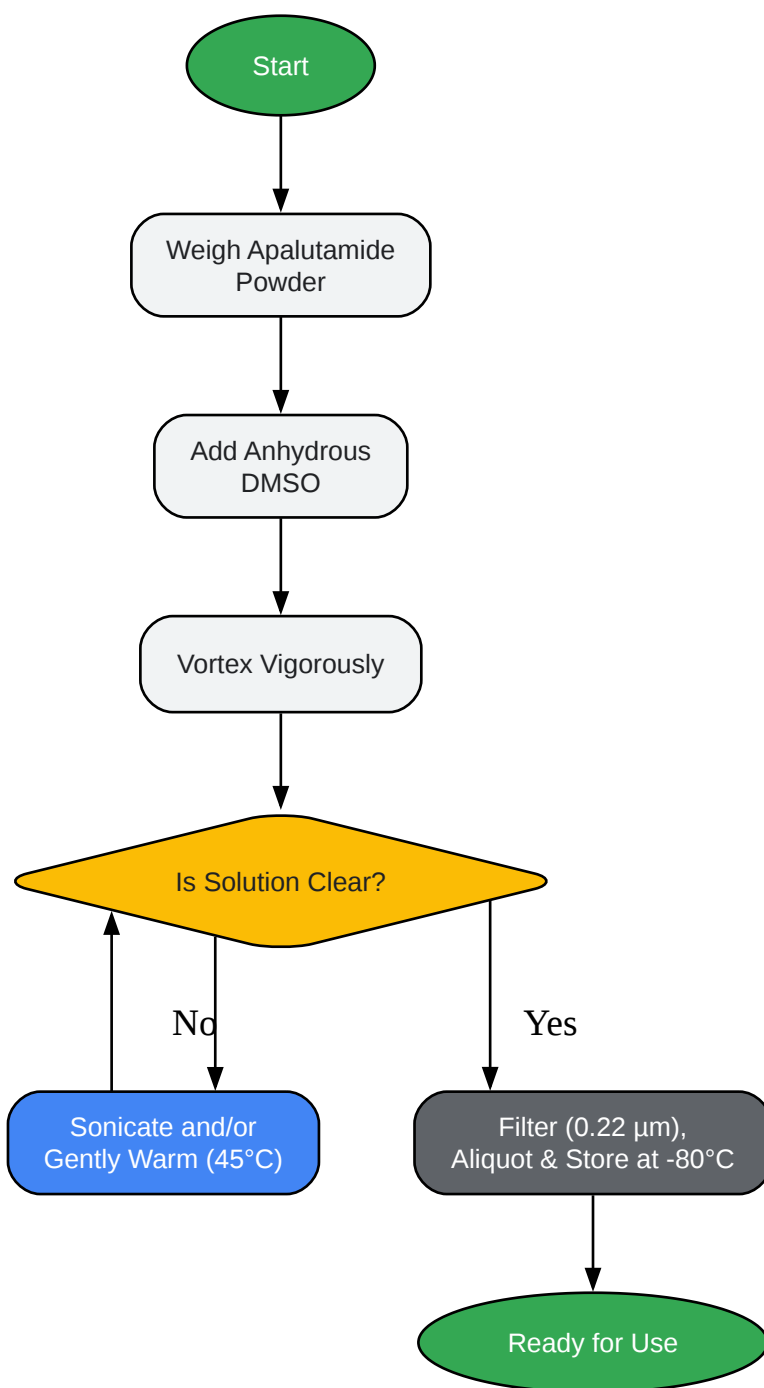 Start
Weigh Apalutamide
Powder
Add Anhydrous
DMSO
Vortex Vigorously
Is Solution Clear?
No
Yes
Sonicate and/or
Gently Warm (45°C)
Filter (0.22 µm),
Aliquot & Store at -80°C
Ready for Use